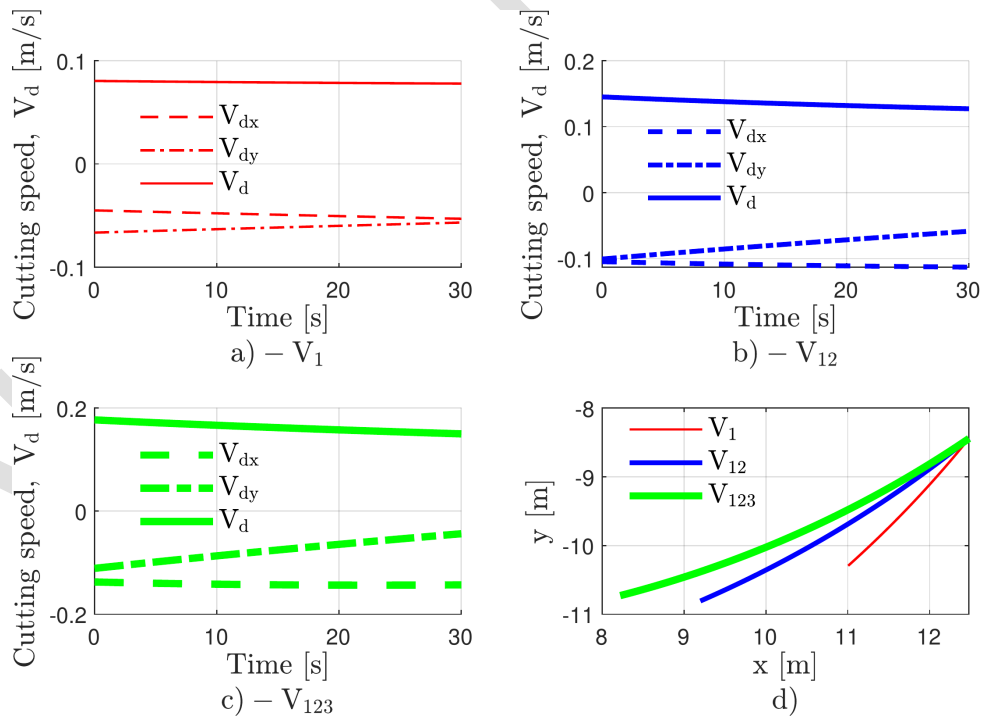 Cutting speed, V_d [m/s]
0.1
0
-0.1
V_dx
V_dy
V_d
0 10 20 30
Time [s]
a) – V_1
Cutting speed, V_d [m/s]
0.2
0.1
0
-0.1
V_dx
V_dy
V_d
0 10 20 30
Time [s]
b) – V_12
Cutting speed, V_d [m/s]
0.2
0
-0.2
V_dx
V_dy
V_d
0 10 20 30
Time [s]
c) – V_123
y [m]
-8
-9
-10
-11
V_1
V_12
V_123
8 9 10 11 12
x [m]
d)